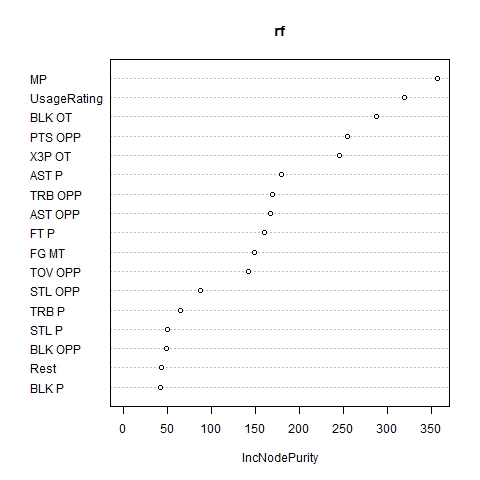 rf
MP
UsageRating
BLK OT
PTS OPP
X3P OT
AST P
TRB OPP
AST OPP
FT P
FG MT
TOV OPP
STL OPP
TRB P
STL P
BLK OPP
Rest
BLK P
0 50 100 150 200 250 300 350
IncNodePurity